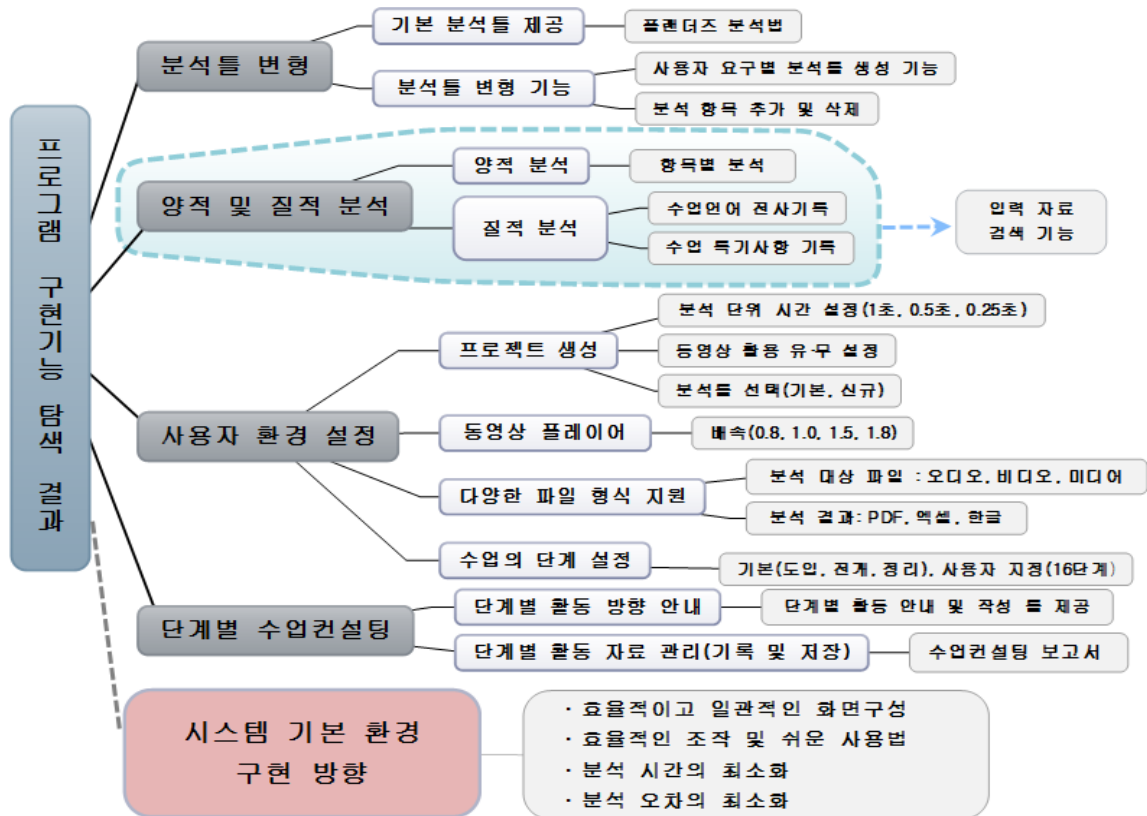 프로그램 구현기능 탐색 결과
분석틀 변형
기본 분석틀 제공
플랜더즈 분석법
분석틀 변형 기능
사용자 요구별 분석틀 생성 기능
분석 항목 추가 및 삭제
양적 및 질적 분석
양적 분석
항목별 분석
질적 분석
수업언어 전사기록
수업 특기사항 기록
입력 자료
검색 기능
사용자 환경 설정
프로젝트 생성
분석 단위 시간 설정(1초, 0.5초, 0.25초)
동영상 활용 유·무 설정
분석틀 선택(기본, 신규)
동영상 플레이어
배속(0.8, 1.0, 1.5, 1.8)
다양한 파일 형식 지원
분석 대상 파일 : 오디오, 비디오, 미디어
분석 결과: PDF, 엑셀, 한글
수업의 단계 설정
기본(도입, 전개, 정리), 사용자 지정(16단계)
단계별 수업컨설팅
단계별 활동 방향 안내
단계별 활동 안내 및 작성 틀 제공
단계별 활동 자료 관리(기록 및 저장)
수업컨설팅 보고서
시스템 기본 환경
구현 방향
· 효율적이고 일관적인 화면구성
· 효율적인 조작 및 쉬운 사용법
· 분석 시간의 최소화
· 분석 오차의 최소화